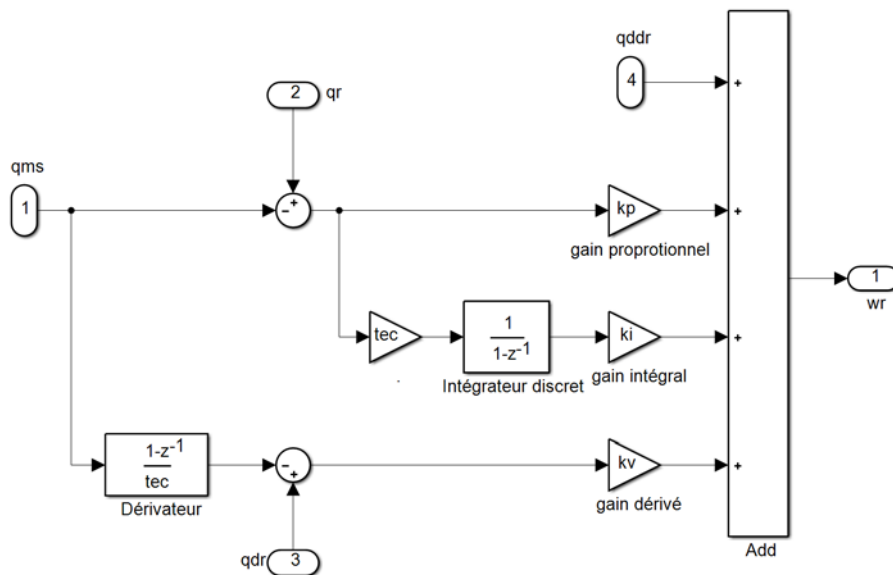 qddr
4
+
2
qr
qms
1
- +
kp
+
gain proprotionnel
1
wr
tec
1
1-z-1
ki
+
Intégrateur discret
gain intégral
1-z-1
tec
- +
kv
+
Dérivateur
gain dérivé
qdr
3
Add